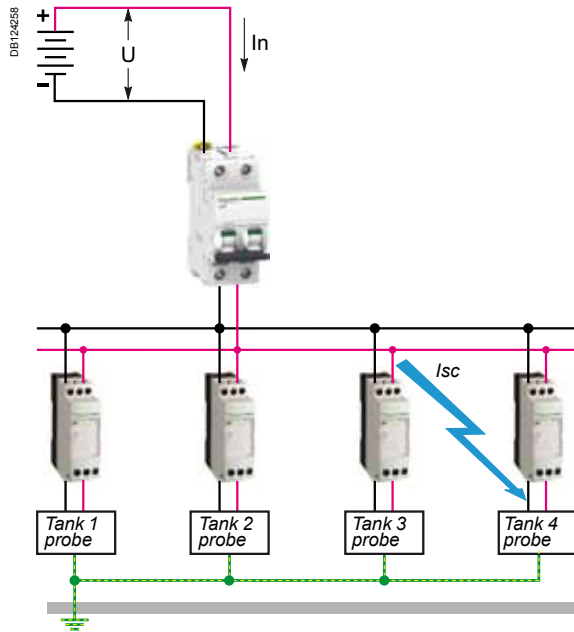 DB124258
+
U
In
-
Isc
Tank 1
probe
Tank 2
probe
Tank 3
probe
Tank 4
probe